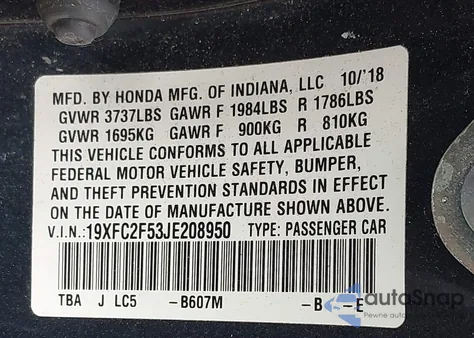 MFD. BY HONDA MFG. OF INDIANA, LLC 10/'18
GVWR 3737LBS GAWR F 1984LBS R 1786LBS
GVWR 1695KG GAWR F 900KG R 810KG
THIS VEHICLE CONFORMS TO ALL APPLICABLE
FEDERAL MOTOR VEHICLE SAFETY, BUMPER,
AND THEFT PREVENTION STANDARDS IN EFFECT
ON THE DATE OF MANUFACTURE SHOWN ABOVE.
V.I.N.:19XFC2F53JE208950 TYPE: PASSENGER CAR
TBA J LC5 -B607M -B -E
autoSnap
Pewne auto